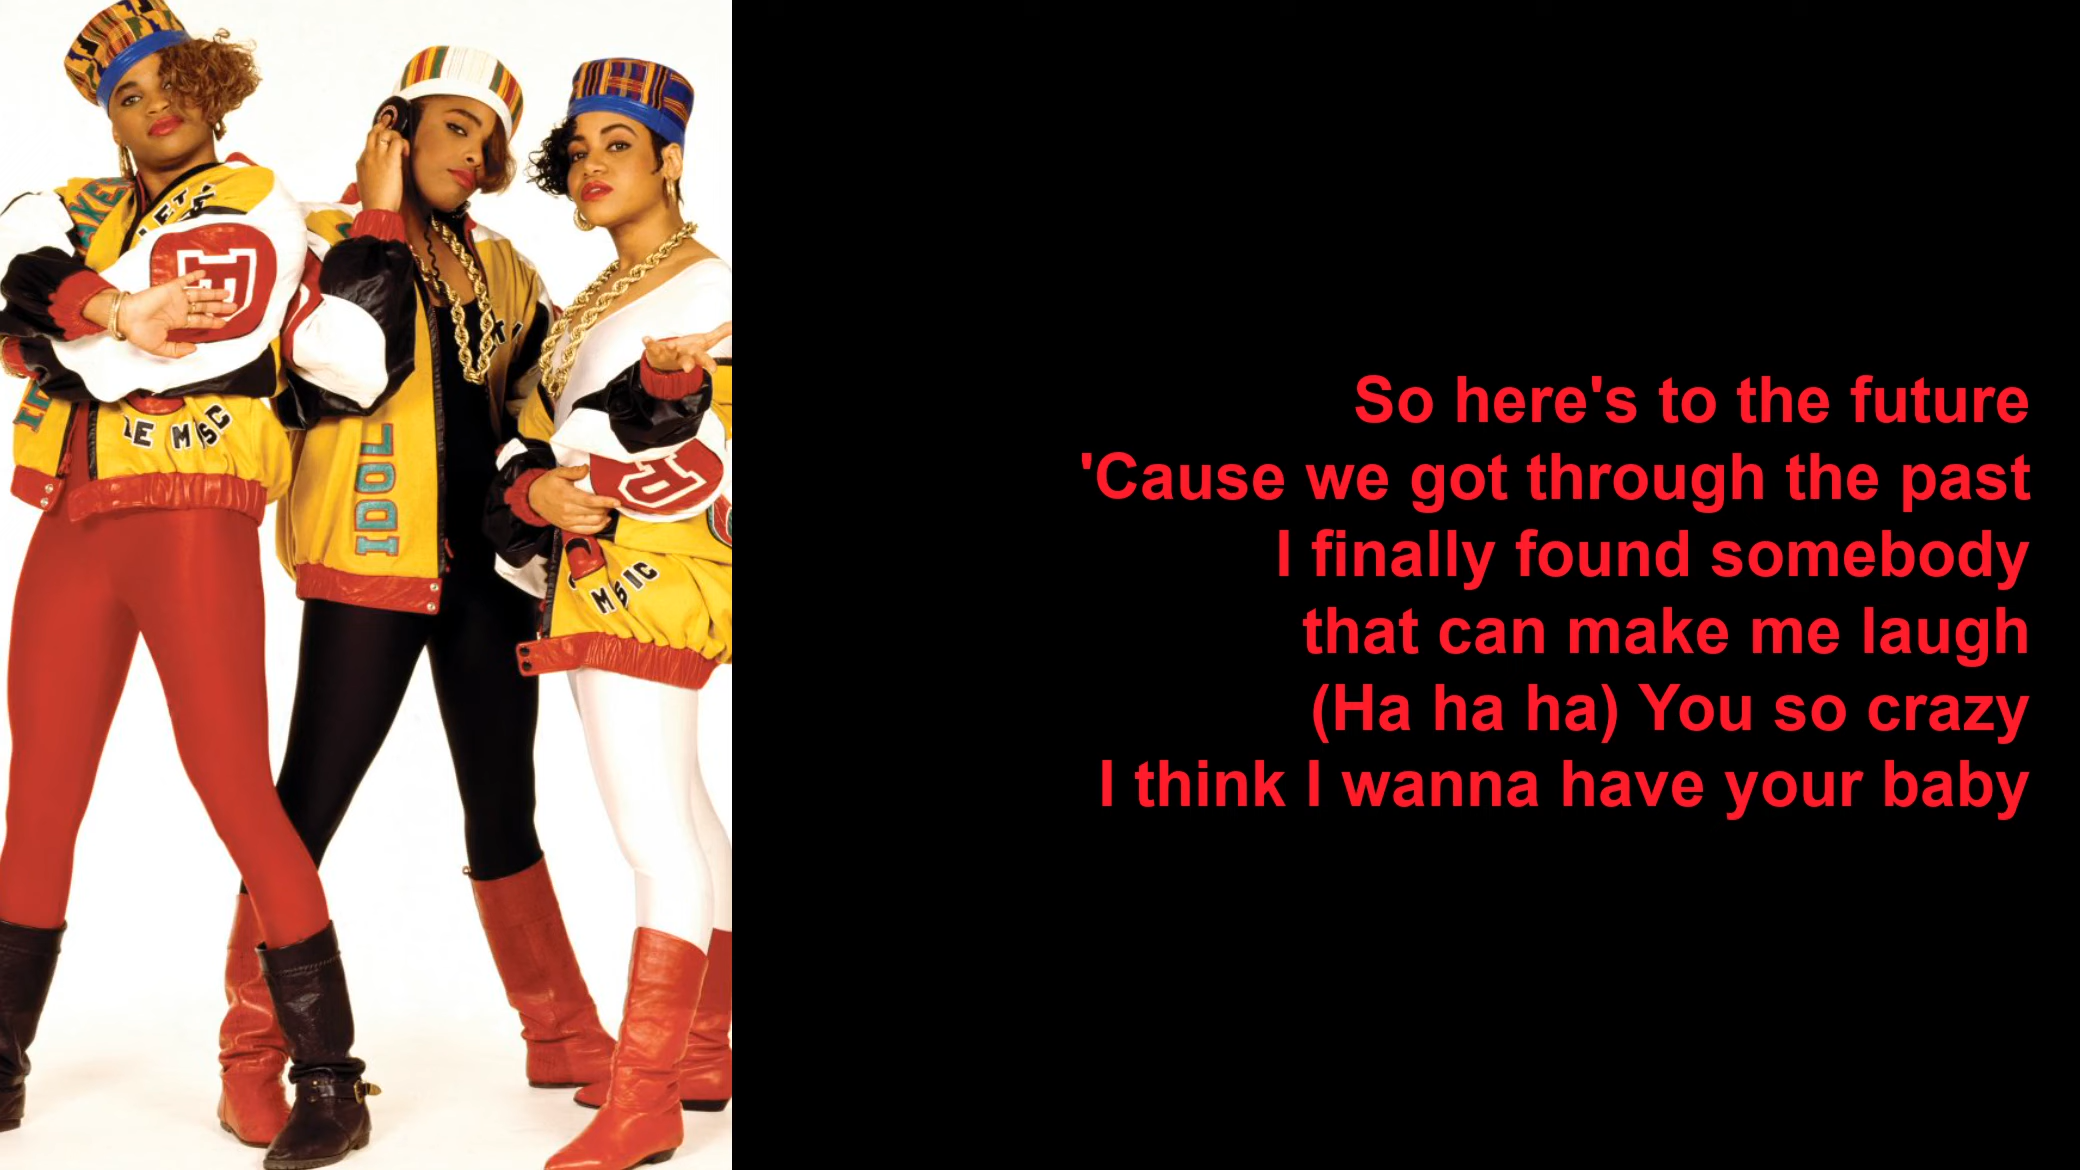 So here's to the future
'Cause we got through the past
I finally found somebody
that can make me laugh
(Ha ha ha) You so crazy
I think I wanna have your baby
E
IDOL
P
M S IC